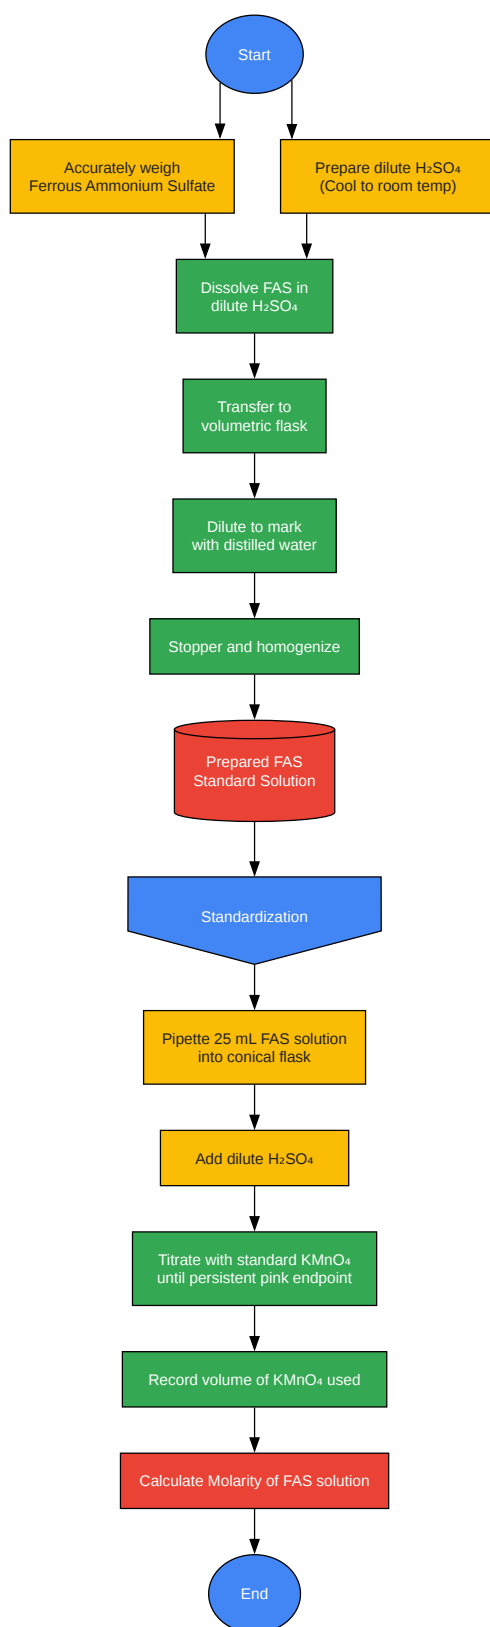 Start
Accurately weigh
Ferrous Ammonium Sulfate
Prepare dilute H₂SO₄
(Cool to room temp)
Dissolve FAS in
dilute H₂SO₄
Transfer to
volumetric flask
Dilute to mark
with distilled water
Stopper and homogenize
Prepared FAS
Standard Solution
Standardization
Pipette 25 mL FAS solution
into conical flask
Add dilute H₂SO₄
Titrate with standard KMnO₄
until persistent pink endpoint
Record volume of KMnO₄ used
Calculate Molarity of FAS solution
End